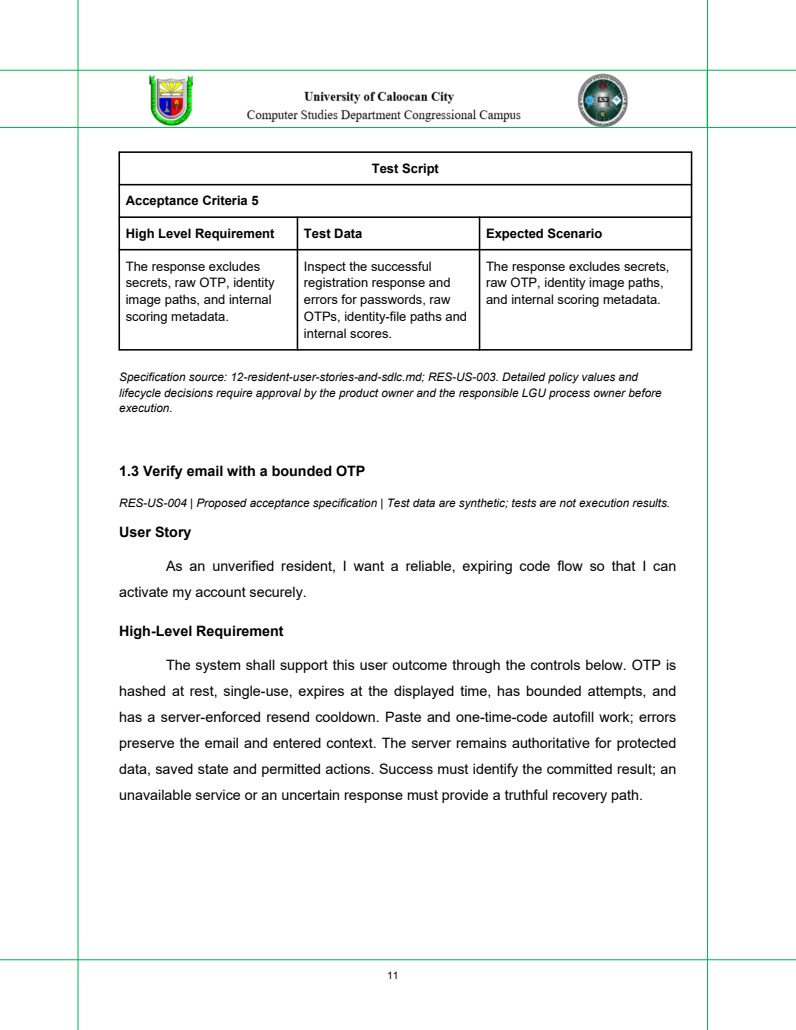 University of Caloocan City
Computer Studies Department Congressional Campus
Test Script
Acceptance Criteria 5
High Level Requirement
Test Data
Expected Scenario
The response excludes
secrets, raw OTP, identity
image paths, and internal
scoring metadata.
Inspect the successful
registration response and
errors for passwords, raw
OTPs, identity-file paths and
internal scores.
The response excludes secrets,
raw OTP, identity image paths,
and internal scoring metadata.
Specification source: 12-resident-user-stories-and-sdlc.md; RES-US-003. Detailed policy values and
lifecycle decisions require approval by the product owner and the responsible LGU process owner before
execution.
1.3 Verify email with a bounded OTP
RES-US-004 | Proposed acceptance specification | Test data are synthetic; tests are not execution results.
User Story
As an unverified resident, I want a reliable, expiring code flow so that I can
activate my account securely.
High-Level Requirement
The system shall support this user outcome through the controls below. OTP is
hashed at rest, single-use, expires at the displayed time, has bounded attempts, and
has a server-enforced resend cooldown. Paste and one-time-code autofill work; errors
preserve the email and entered context. The server remains authoritative for protected
data, saved state and permitted actions. Success must identify the committed result; an
unavailable service or an uncertain response must provide a truthful recovery path.
11